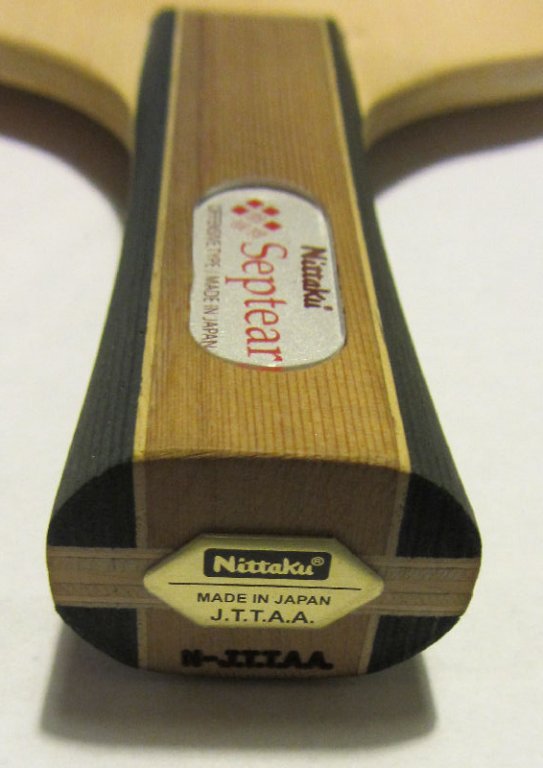 Nittaku
Septear
OFFENSIVE TYPE / MADE IN JAPAN
Nittaku®
MADE IN JAPAN
J.T.T.A.A.
N-J.T.T.A.A.